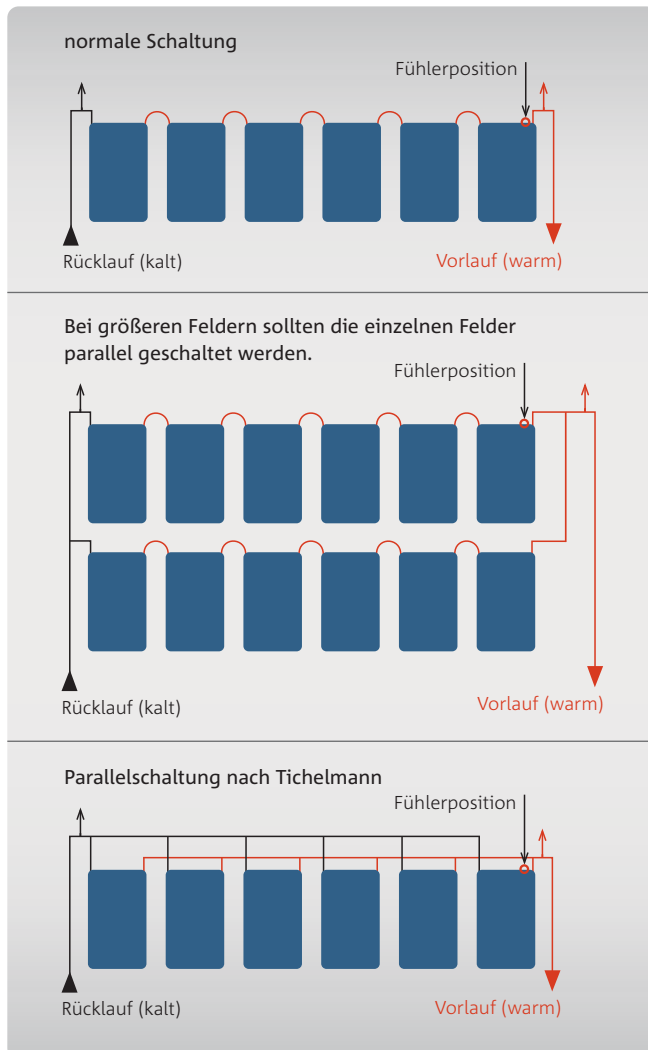 normale Schaltung
Fühlerposition
Rücklauf (kalt)
Vorlauf (warm)
Bei größeren Feldern sollten die einzelnen Felder
parallel geschaltet werden.
Fühlerposition
Rücklauf (kalt)
Vorlauf (warm)
Parallelschaltung nach Tichelmann
Fühlerposition
Rücklauf (kalt)
Vorlauf (warm)